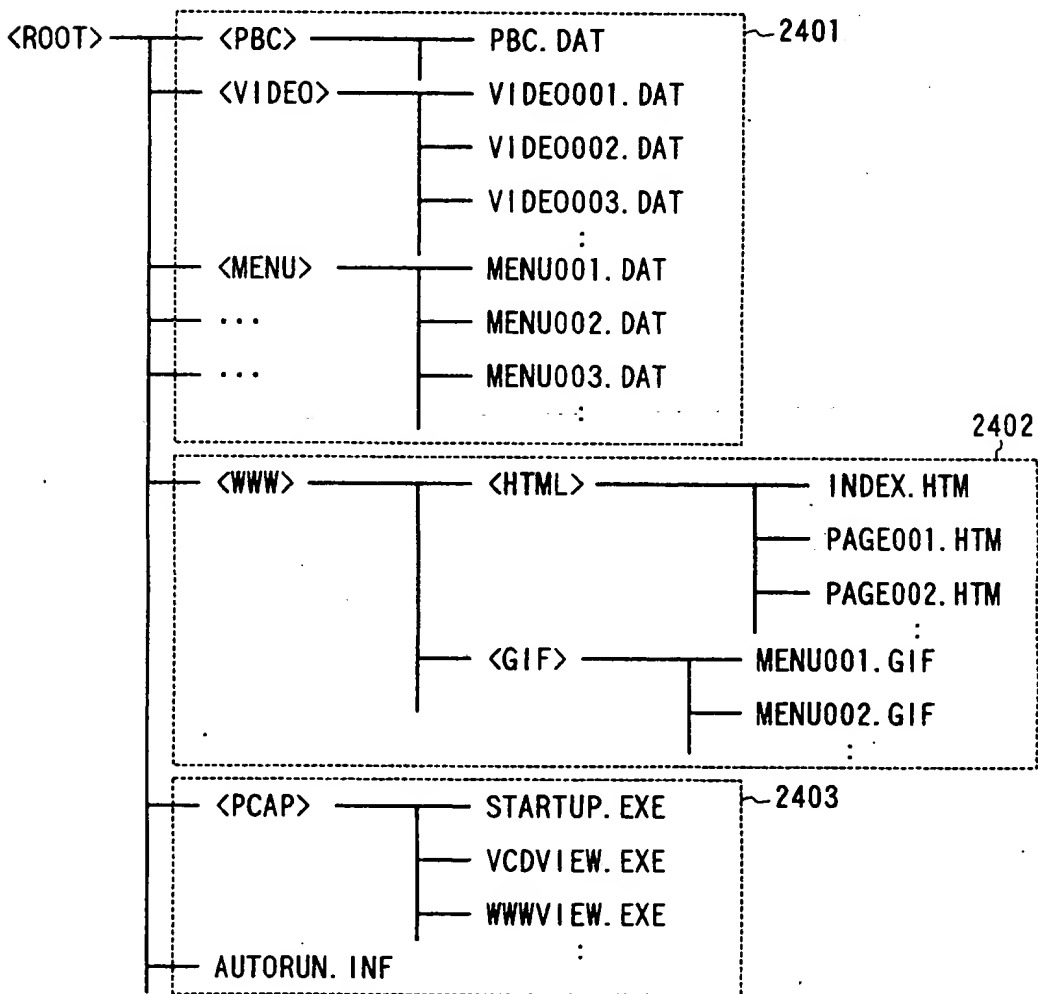 <ROOT> <PBC> PBC.DAT 2401
<VIDEO> VIDEO001.DAT
VIDEO002.DAT
VIDEO003.DAT
:
<MENU> MENU001.DAT
... MENU002.DAT
... MENU003.DAT
:
2402
<WWW> <HTML> INDEX.HTM
PAGE001.HTM
PAGE002.HTM
:
<GIF> MENU001.GIF
MENU002.GIF
:
<PCAP> STARTUP.EXE 2403
VCDVIEW.EXE
WWWVIEW.EXE
:
AUTORUN.INF